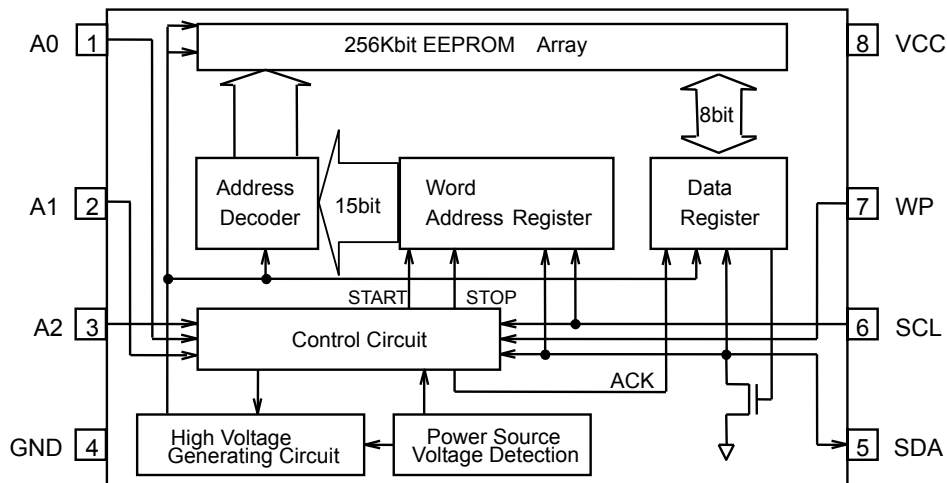 A0 1
256Kbit EEPROM Array
8 VCC
8bit
A1 2
Address
Decoder
15bit
Word
Address Register
Data
Register
7 WP
START
STOP
A2 3
Control Circuit
6 SCL
ACK
GND 4
High Voltage
Generating Circuit
Power Source
Voltage Detection
5 SDA